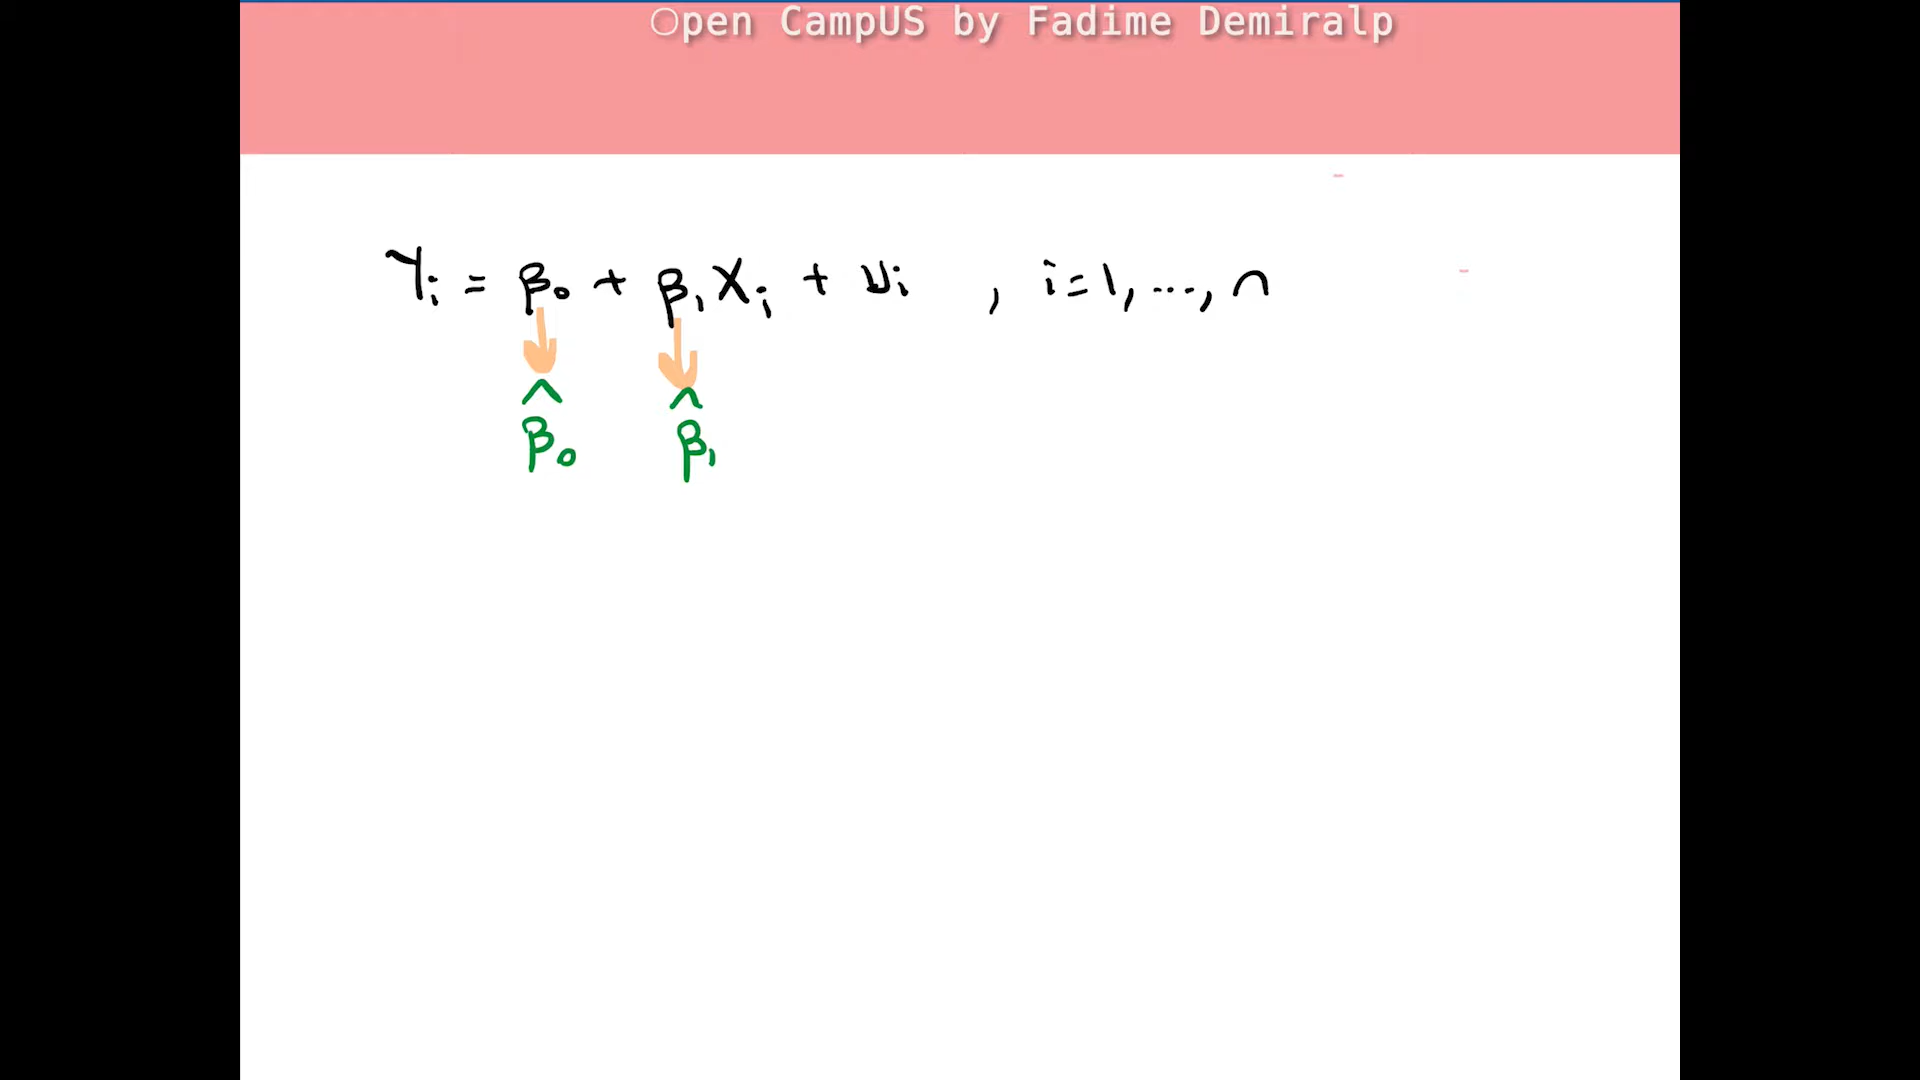 Open CampUS by Fadime Demiralp
Yᵢ = β₀ + β₁Xᵢ + uᵢ , i=1,...,n
β̂₀ β̂₁